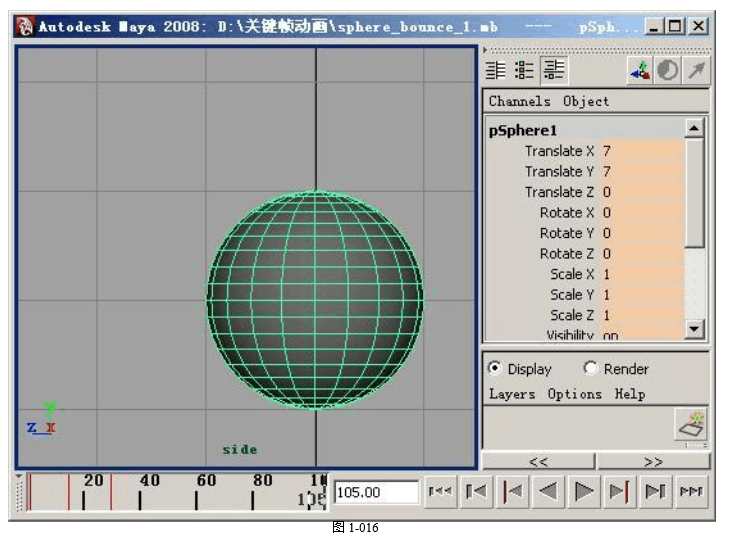 Autodesk Maya 2008: D:\关键帧动画\sphere_bounce_1.mb --- pSph...
Channels Object
pSphere1
Translate X 7
Translate Y 7
Translate Z 0
Rotate X 0
Rotate Y 0
Rotate Z 0
Scale X 1
Scale Y 1
Scale Z 1
Visibility on
Display Render
Layers Options Help
<< >>
Y
Z X
side
20 40 60 80
105.00
图 1-016